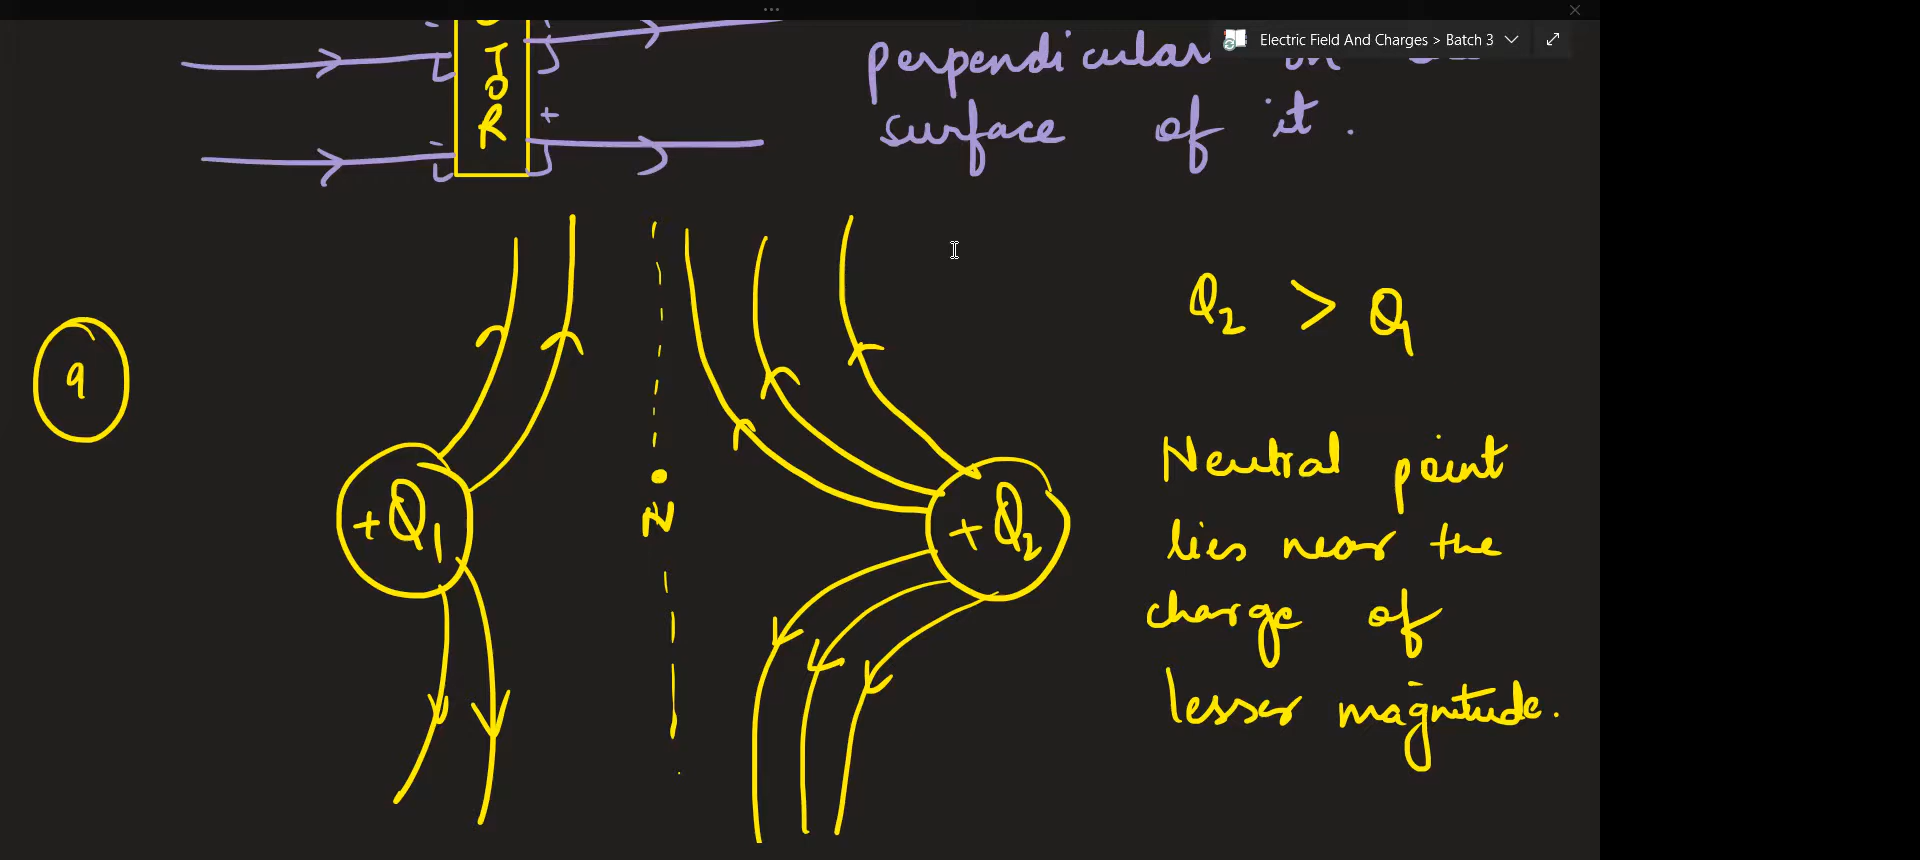 Electric Field And Charges > Batch 3
TOR
perpendicular
surface of it.
+
9
Q2 > Q1
+Q1
N
+Q2
Neutral point
lies near the
charge of
lesser magnitude.